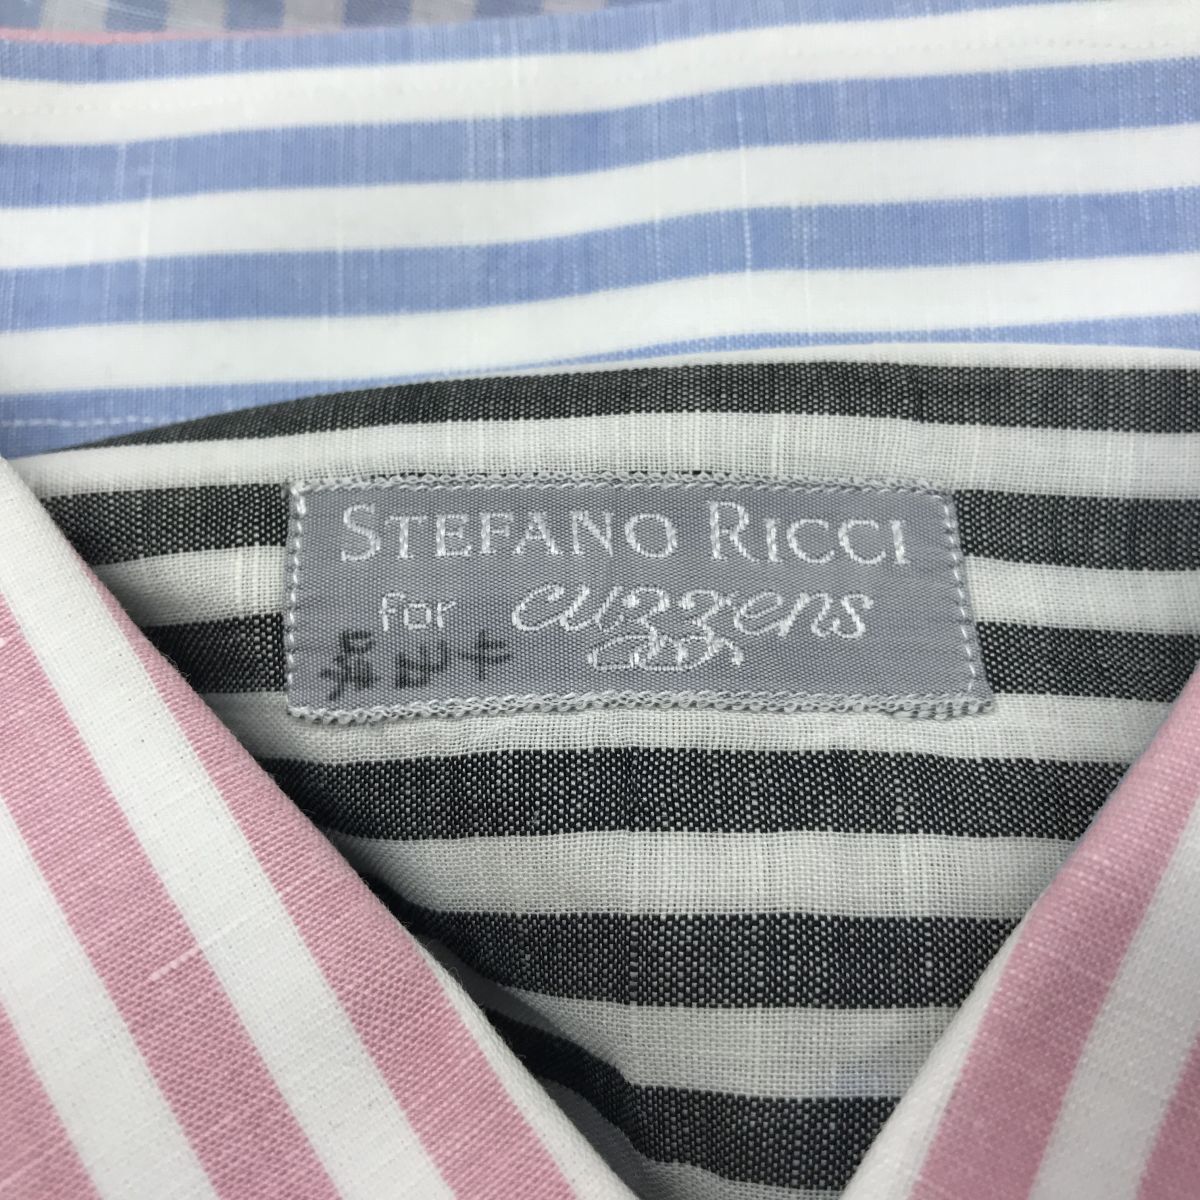 STEFANO RICCI
for cuzzens